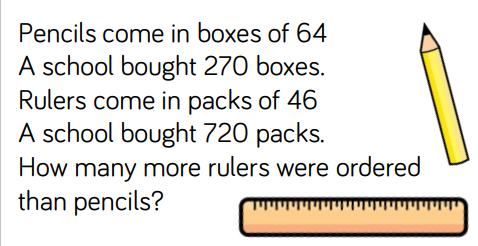 Pencils come in boxes of 64
A school bought 270 boxes.
Rulers come in packs of 46
A school bought 720 packs.
How many more rulers were ordered
than pencils?